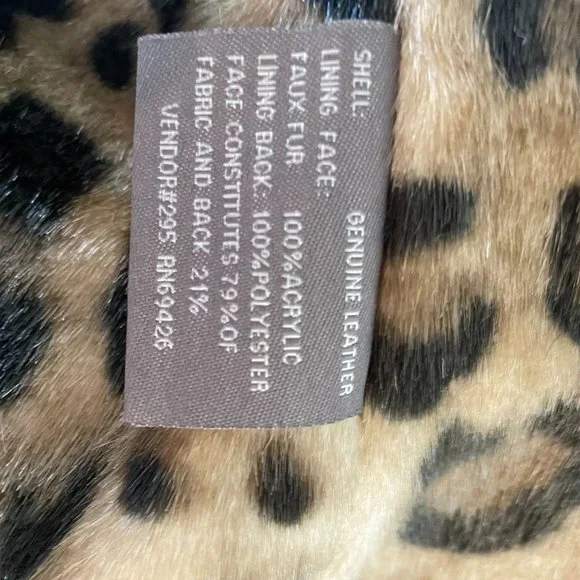 SHELL: GENUINE LEATHER
LINING FACE:
FAUX FUR 100%ACRYLIC
LINING BACK: 100%POLYESTER
FACE CONSTITUTES 79%OF
FABRIC AND BACK 21%
VENDOR#295 RN69426